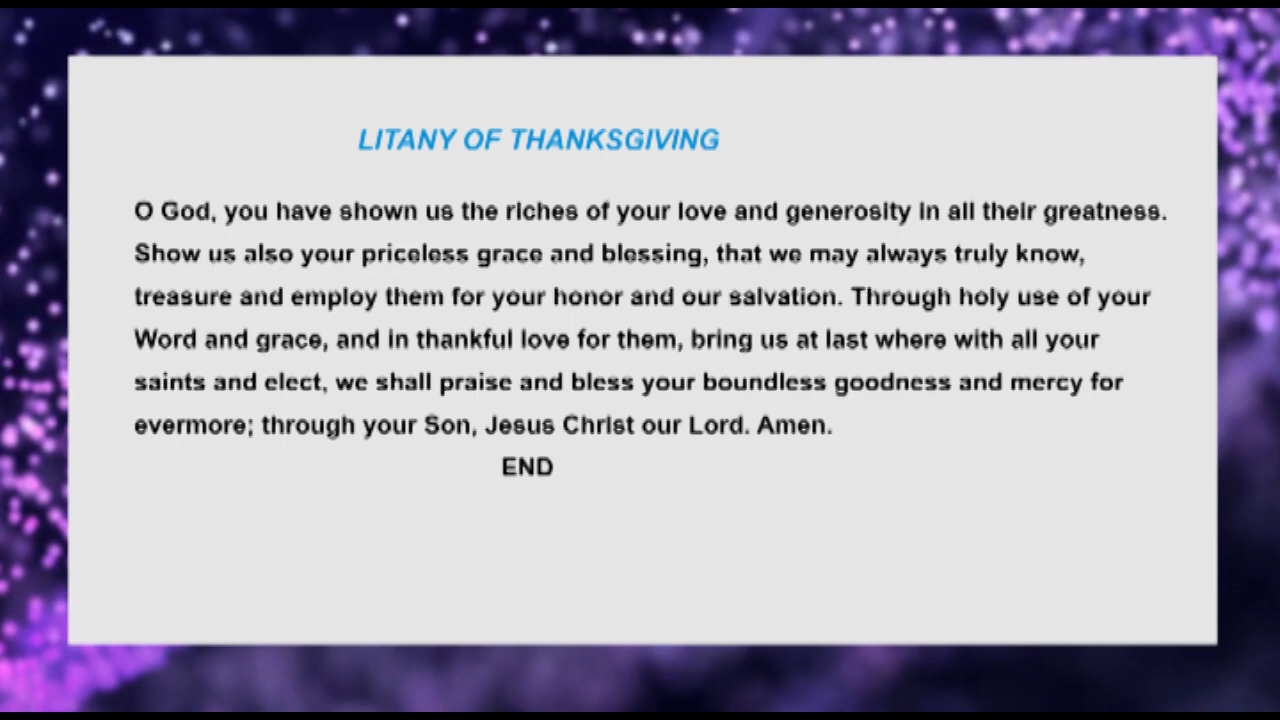 LITANY OF THANKSGIVING
O God, you have shown us the riches of your love and generosity in all their greatness.
Show us also your priceless grace and blessing, that we may always truly know,
treasure and employ them for your honor and our salvation. Through holy use of your
Word and grace, and in thankful love for them, bring us at last where with all your
saints and elect, we shall praise and bless your boundless goodness and mercy for
evermore; through your Son, Jesus Christ our Lord. Amen.
END